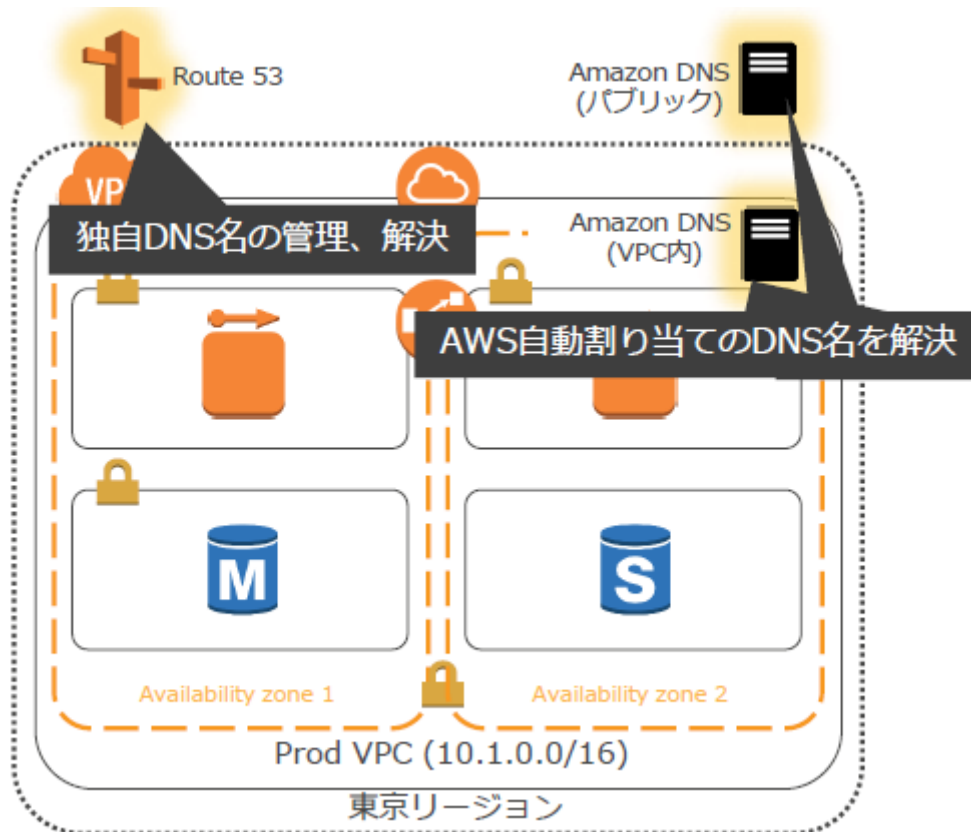 Route 53
Amazon DNS
(パブリック)
VP
独自DNS名の管理、解決
Amazon DNS
(VPC内)
AWS自動割り当てのDNS名を解決
M
S
Availability zone 1
Availability zone 2
Prod VPC (10.1.0.0/16)
東京リージョン